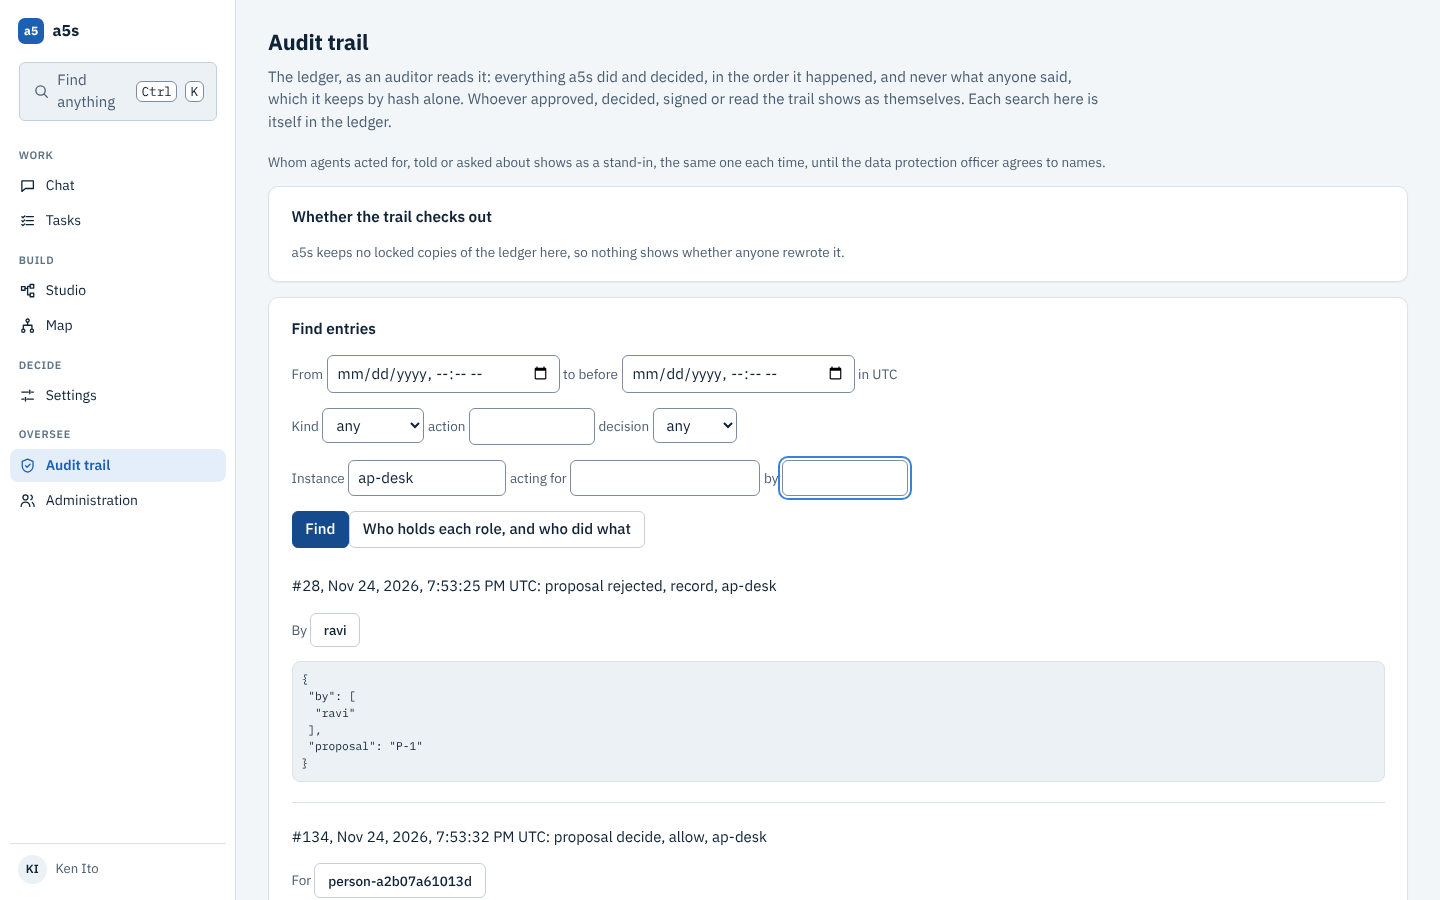 a5 a5s
Find anything Ctrl K
WORK
Chat
Tasks
BUILD
Studio
Map
DECIDE
Settings
OVERSEE
Audit trail
Administration
KI Ken Ito
Audit trail
The ledger, as an auditor reads it: everything a5s did and decided, in the order it happened, and never what anyone said,
which it keeps by hash alone. Whoever approved, decided, signed or read the trail shows as themselves. Each search here is
itself in the ledger.
Whom agents acted for, told or asked about shows as a stand-in, the same one each time, until the data protection officer agrees to names.
Whether the trail checks out
a5s keeps no locked copies of the ledger here, so nothing shows whether anyone rewrote it.
Find entries
From mm/dd/yyyy, --:-- -- to before mm/dd/yyyy, --:-- -- in UTC
Kind any action decision any
Instance ap-desk acting for by
Find Who holds each role, and who did what
#28, Nov 24, 2026, 7:53:25 PM UTC: proposal rejected, record, ap-desk
By ravi
{
"by": [
"ravi"
],
"proposal": "P-1"
}
#134, Nov 24, 2026, 7:53:32 PM UTC: proposal decide, allow, ap-desk
For person-a2b07a61013d